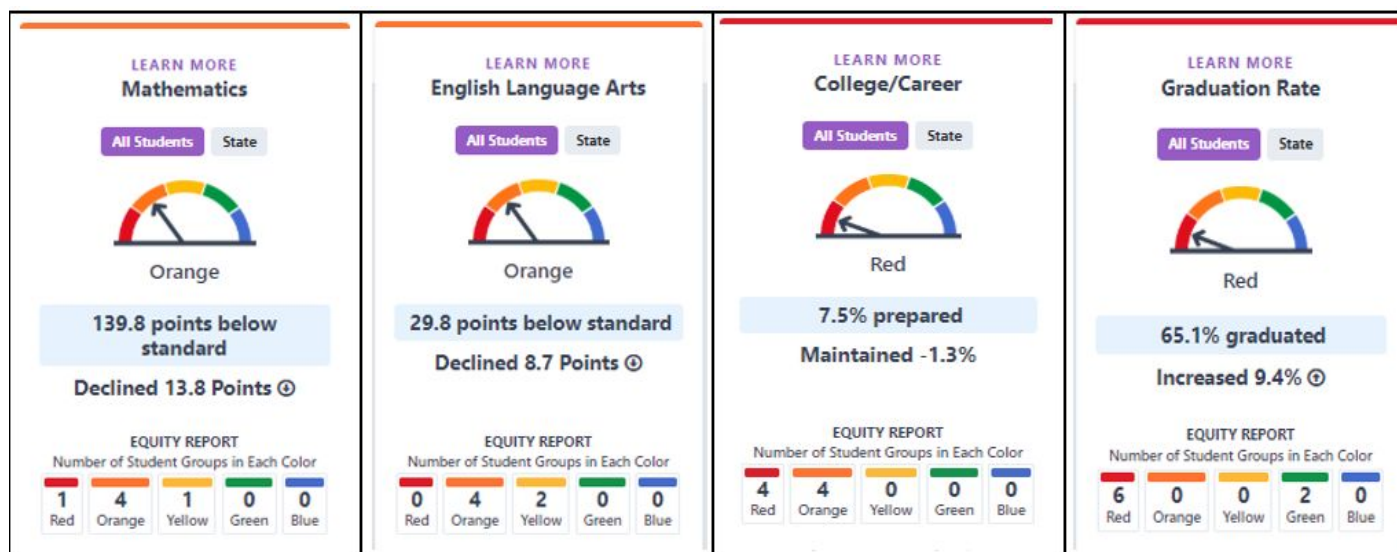 LEARN MORE
Mathematics
All Students State
Orange
139.8 points below
standard
Declined 13.8 Points
EQUITY REPORT
Number of Student Groups in Each Color
1 4 1 0 0
Red Orange Yellow Green Blue
LEARN MORE
English Language Arts
All Students State
Orange
29.8 points below standard
Declined 8.7 Points
EQUITY REPORT
Number of Student Groups in Each Color
0 4 2 0 0
Red Orange Yellow Green Blue
LEARN MORE
College/Career
All Students State
Red
7.5% prepared
Maintained -1.3%
EQUITY REPORT
Number of Student Groups in Each Color
4 4 0 0 0
Red Orange Yellow Green Blue
LEARN MORE
Graduation Rate
All Students State
Red
65.1% graduated
Increased 9.4%
EQUITY REPORT
Number of Student Groups in Each Color
6 0 0 2 0
Red Orange Yellow Green Blue